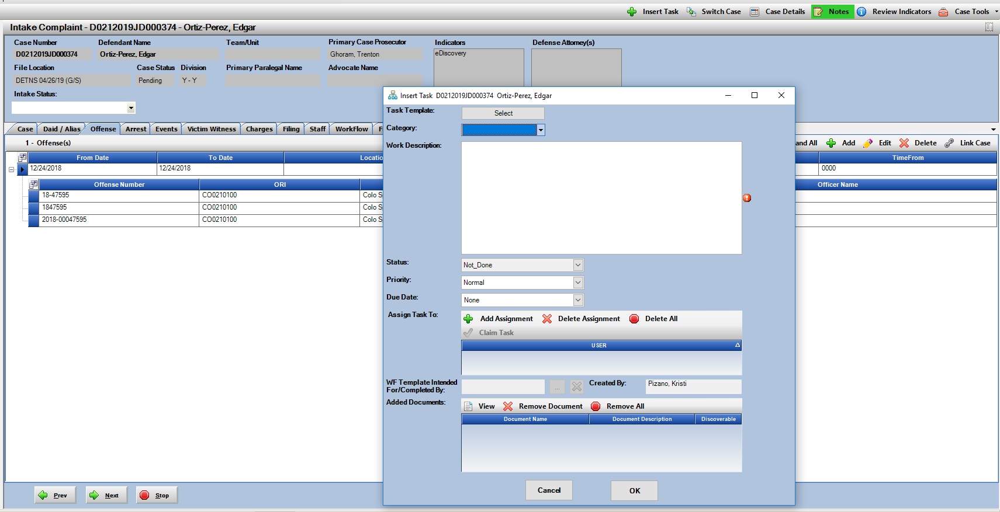 Insert Task Switch Case Case Details Notes Review Indicators Case Tools
Intake Complaint - D0212019JD000374 - Ortiz-Perez, Edgar
Case Number Defendant Name Team/Unit Primary Case Prosecutor Indicators Defense Attorney(s)
D0212019JD000374 Ortiz-Perez, Edgar Ghoram, Trenton eDiscovery
File Location Case Status Division Primary Paralegal Name Advocate Name
DETNS 04/26/19 (G/S) Pending Y - Y
Intake Status:
Case Daid / Alias Offense Arrest Events Victim Witness Charges Filing Staff WorkFlow
1 - Offense(s)
and All Add Edit Delete Link Case
From Date To Date Locatio TimeFrom
12/24/2018 12/24/2018 0000
Offense Number ORI Officer Name
18-47595 CO0210100 Colo S
1847595 CO0210100 Colo S
2018-00047595 CO0210100 Colo S
Prev Next Stop
Insert Task D0212019JD000374 Ortiz-Perez, Edgar
Task Template: Select
Category:
Work Description:
Status: Not_Done
Priority: Normal
Due Date: None
Assign Task To: Add Assignment Delete Assignment Delete All
Claim Task
USER
WF Template Intended
For/Completed By: ... Created By: Pizano, Kristi
Added Documents: View Remove Document Remove All
Document Name Document Description Discoverable
Cancel OK